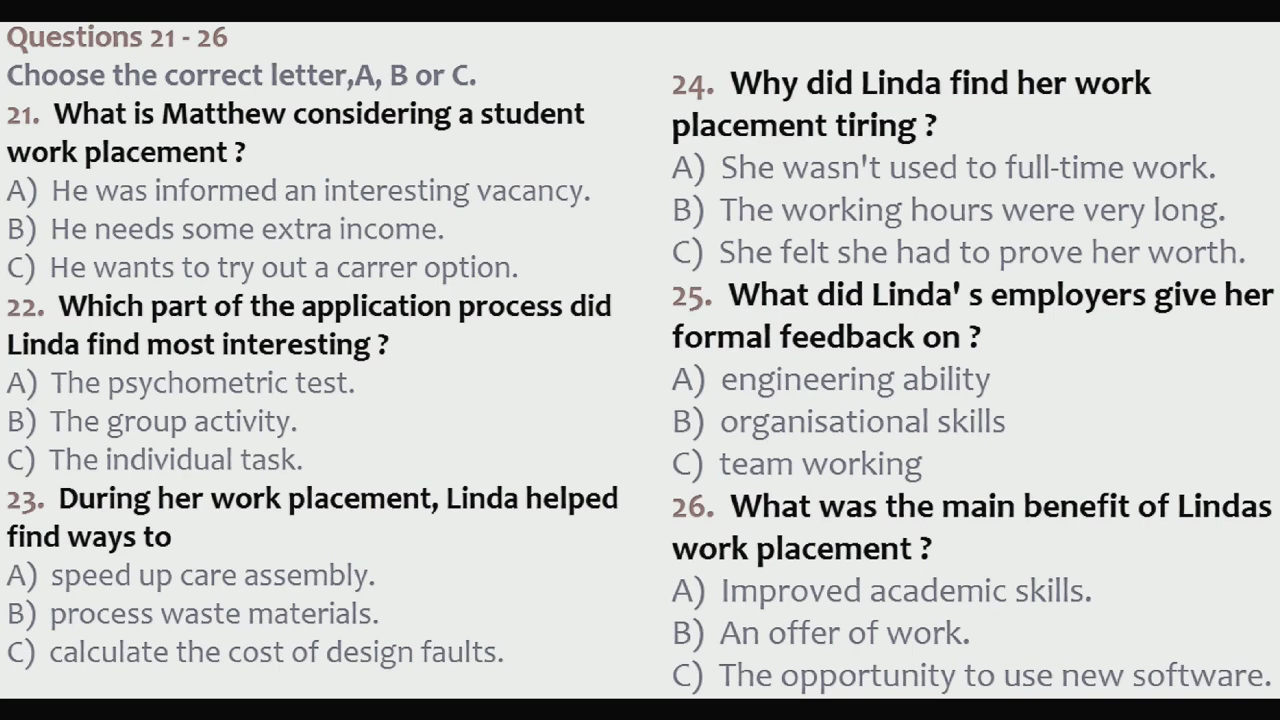 Questions 21 - 26
Choose the correct letter,A, B or C.
21. What is Matthew considering a student
work placement ?
A) He was informed an interesting vacancy.
B) He needs some extra income.
C) He wants to try out a carrer option.
22. Which part of the application process did
Linda find most interesting ?
A) The psychometric test.
B) The group activity.
C) The individual task.
23. During her work placement, Linda helped
find ways to
A) speed up care assembly.
B) process waste materials.
C) calculate the cost of design faults.
24. Why did Linda find her work
placement tiring ?
A) She wasn't used to full-time work.
B) The working hours were very long.
C) She felt she had to prove her worth.
25. What did Linda' s employers give her
formal feedback on ?
A) engineering ability
B) organisational skills
C) team working
26. What was the main benefit of Lindas
work placement ?
A) Improved academic skills.
B) An offer of work.
C) The opportunity to use new software.